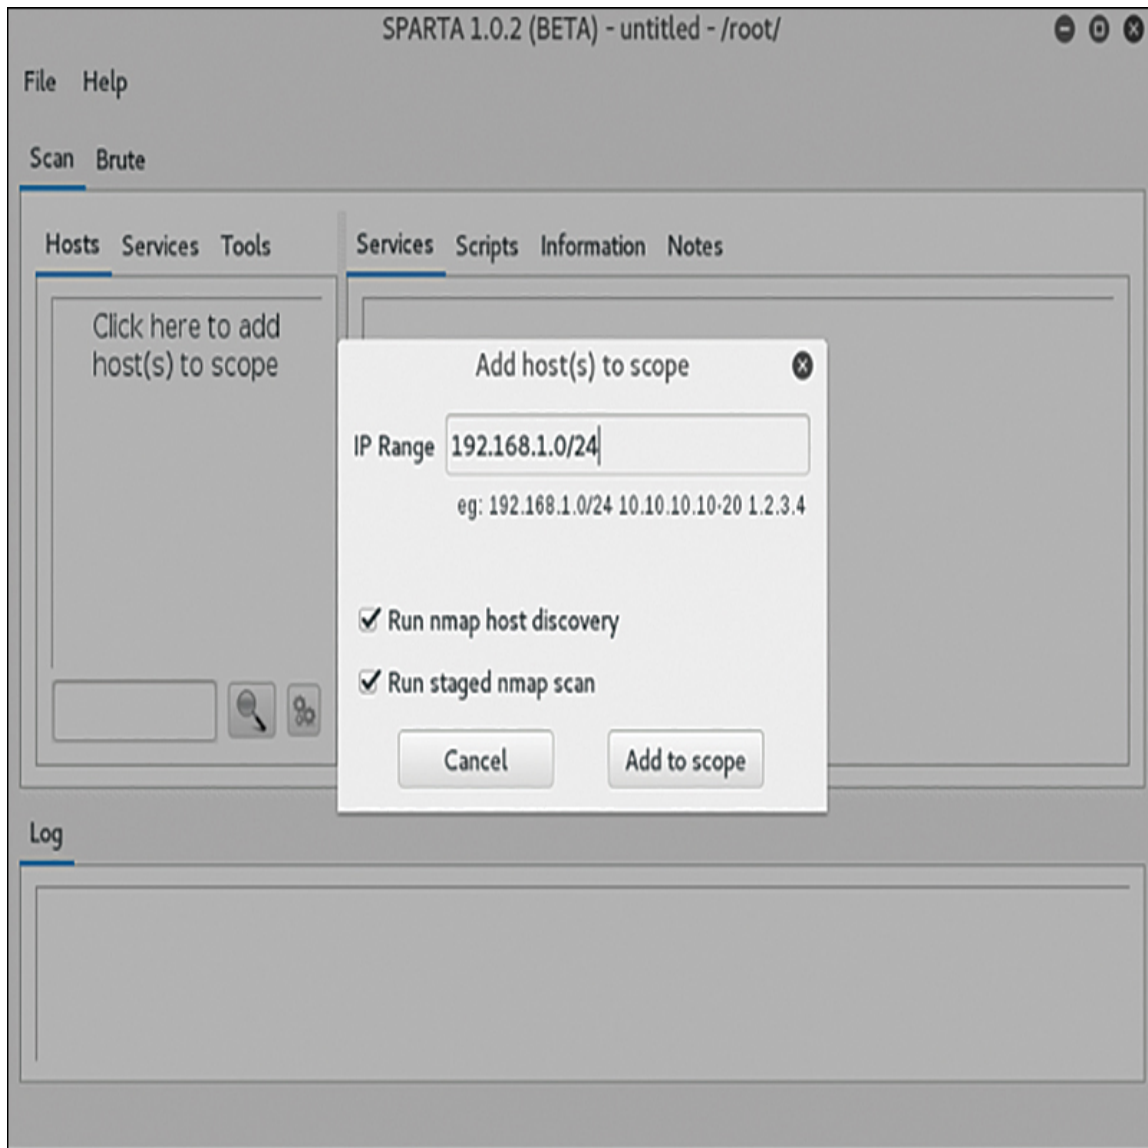 SPARTA 1.0.2 (BETA) - untitled - /root/
File Help
Scan Brute
Hosts Services Tools
Services Scripts Information Notes
Click here to add
host(s) to scope
Add host(s) to scope
IP Range 192.168.1.0/24
eg: 192.168.1.0/24 10.10.10.10-20 1.2.3.4
Run nmap host discovery
Run staged nmap scan
Cancel Add to scope
Log